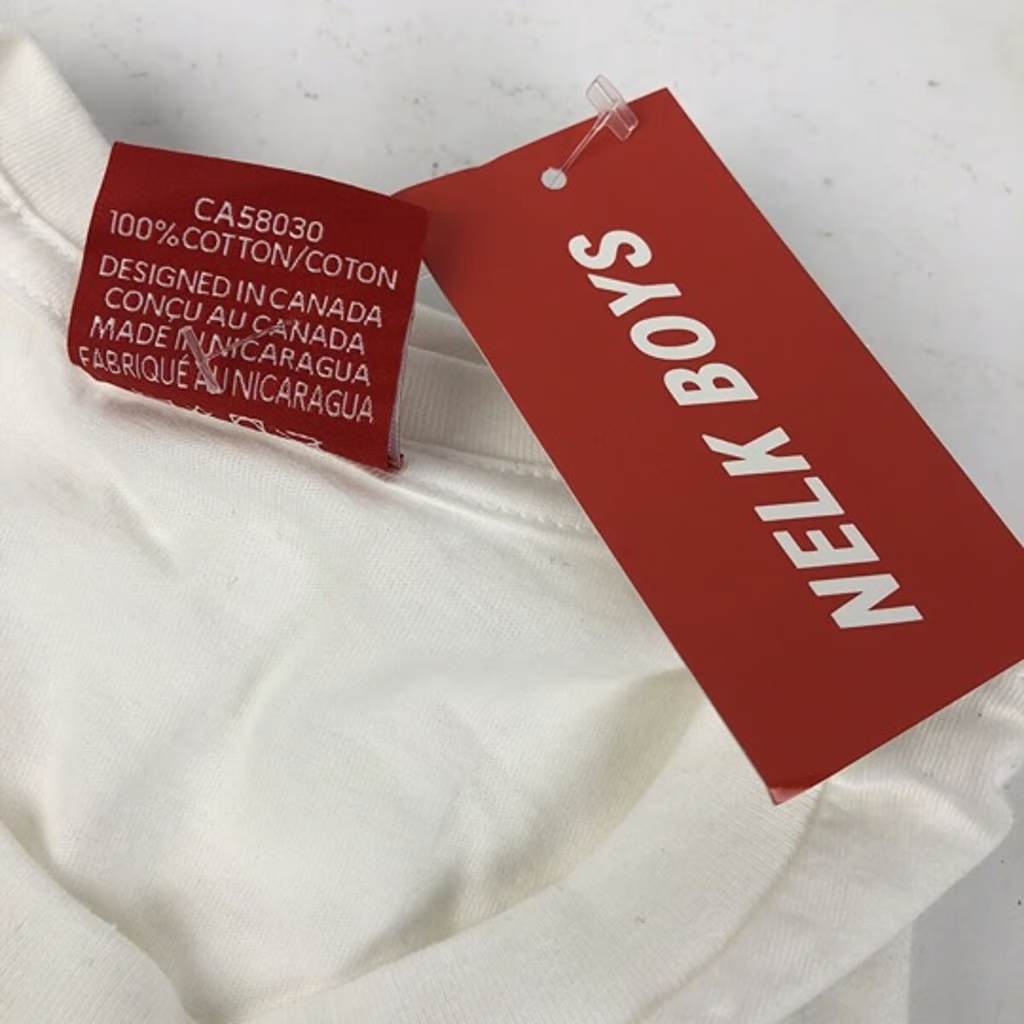 CA58030
100% COTTON/COTON
DESIGNED IN CANADA
CONÇU AU CANADA
MADE IN NICARAGUA
FABRIQUÉ AU NICARAGUA
NELK BOYS